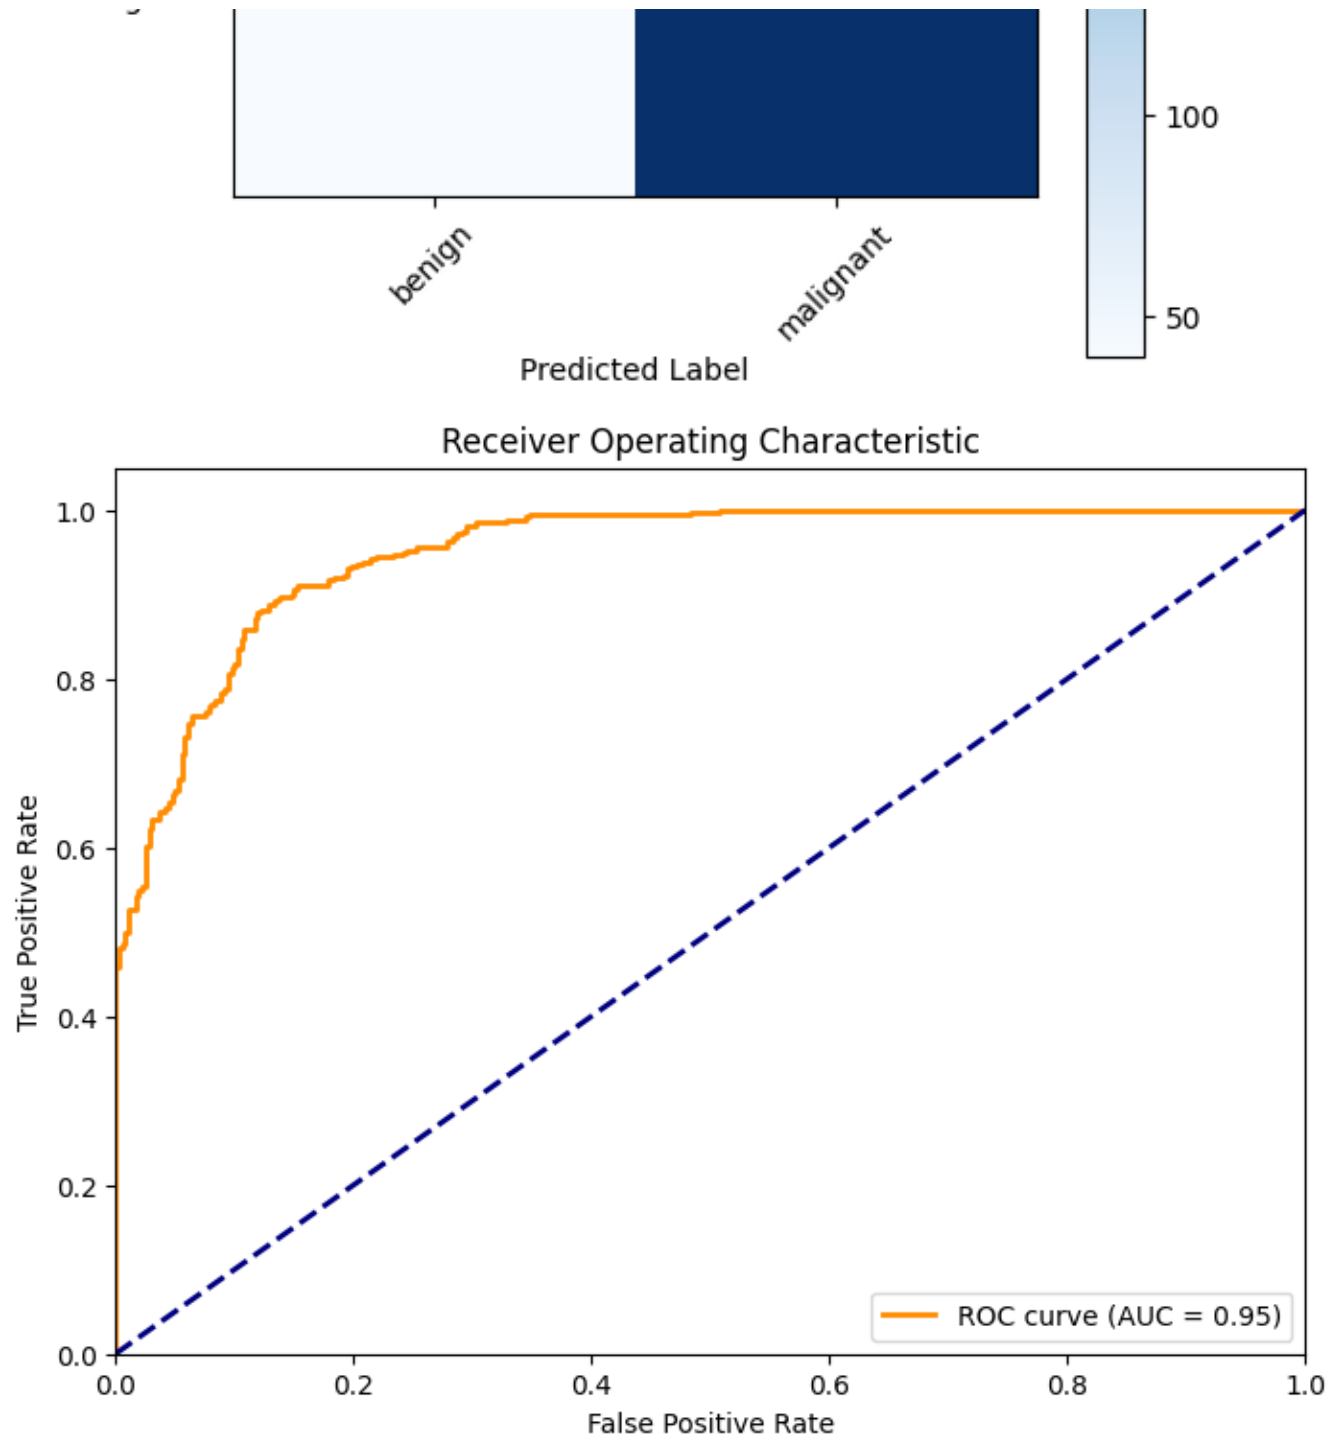 100
50
benign
malignant
Predicted Label
Receiver Operating Characteristic
1.0
0.8
0.6
0.4
0.2
0.0
True Positive Rate
ROC curve (AUC = 0.95)
0.0 0.2 0.4 0.6 0.8 1.0
False Positive Rate